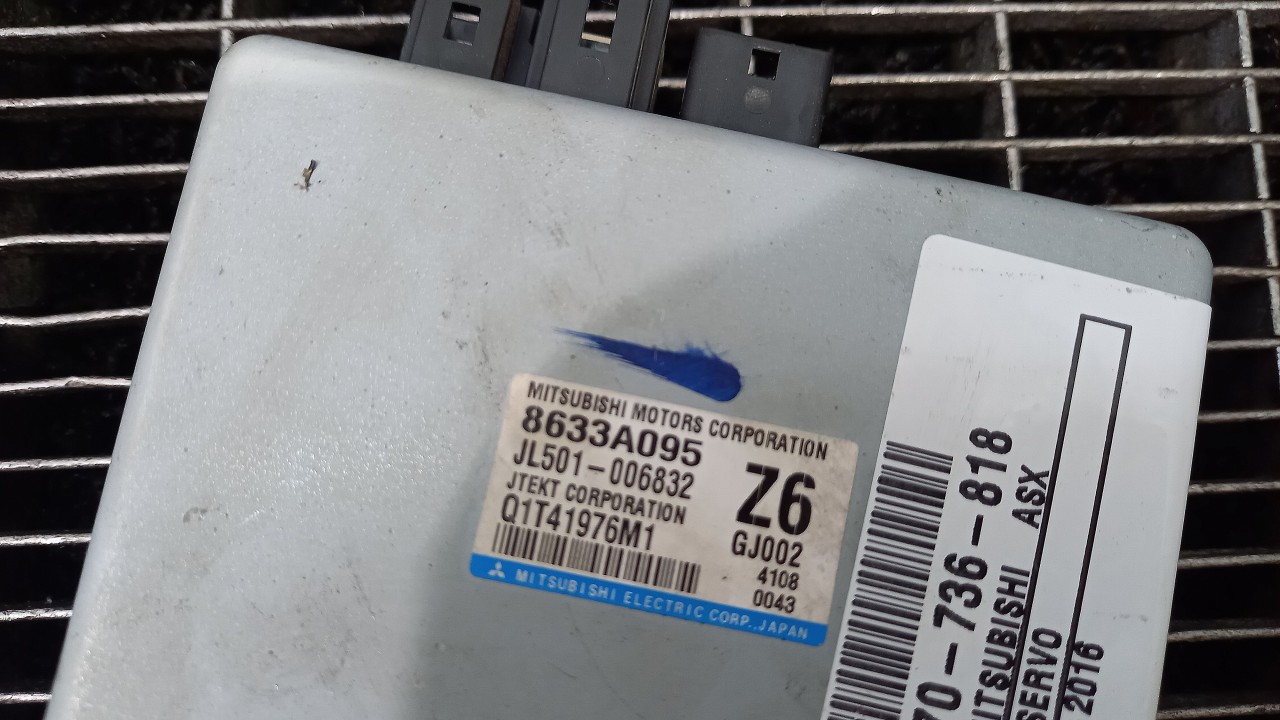 MITSUBISHI MOTORS CORPORATION
8633A095
JL501-006832
Z6
JTEKT CORPORATION
Q1T41976M1
GJ002
4108
0043
MITSUBISHI ELECTRIC CORP.,JAPAN
70-736-818
MITSUBISHI ASX
SERVO
2016